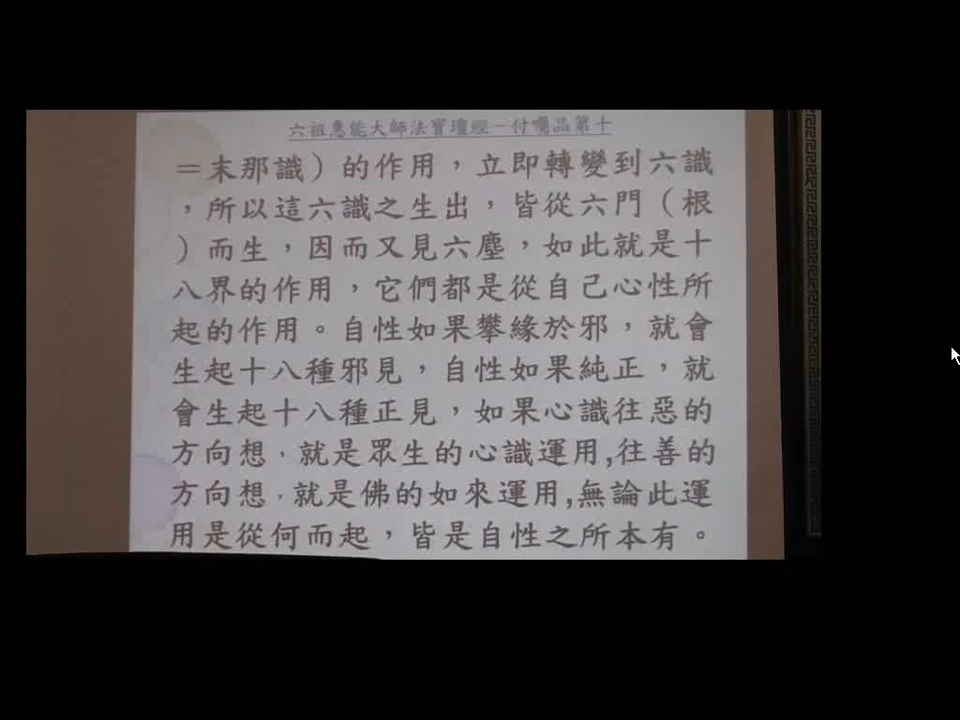 六祖惠能大師法寶壇經－付囑品第十
＝末那識）的作用，立即轉變到六識
，所以這六識之生出，皆從六門（根
）而生，因而又見六塵，如此就是十
八界的作用，它們都是從自己心性所
起的作用。自性如果攀緣於邪，就會
生起十八種邪見，自性如果純正，就
會生起十八種正見，如果心識往惡的
方向想，就是眾生的心識運用,往善的
方向想，就是佛的如來運用,無論此運
用是從何而起，皆是自性之所本有。